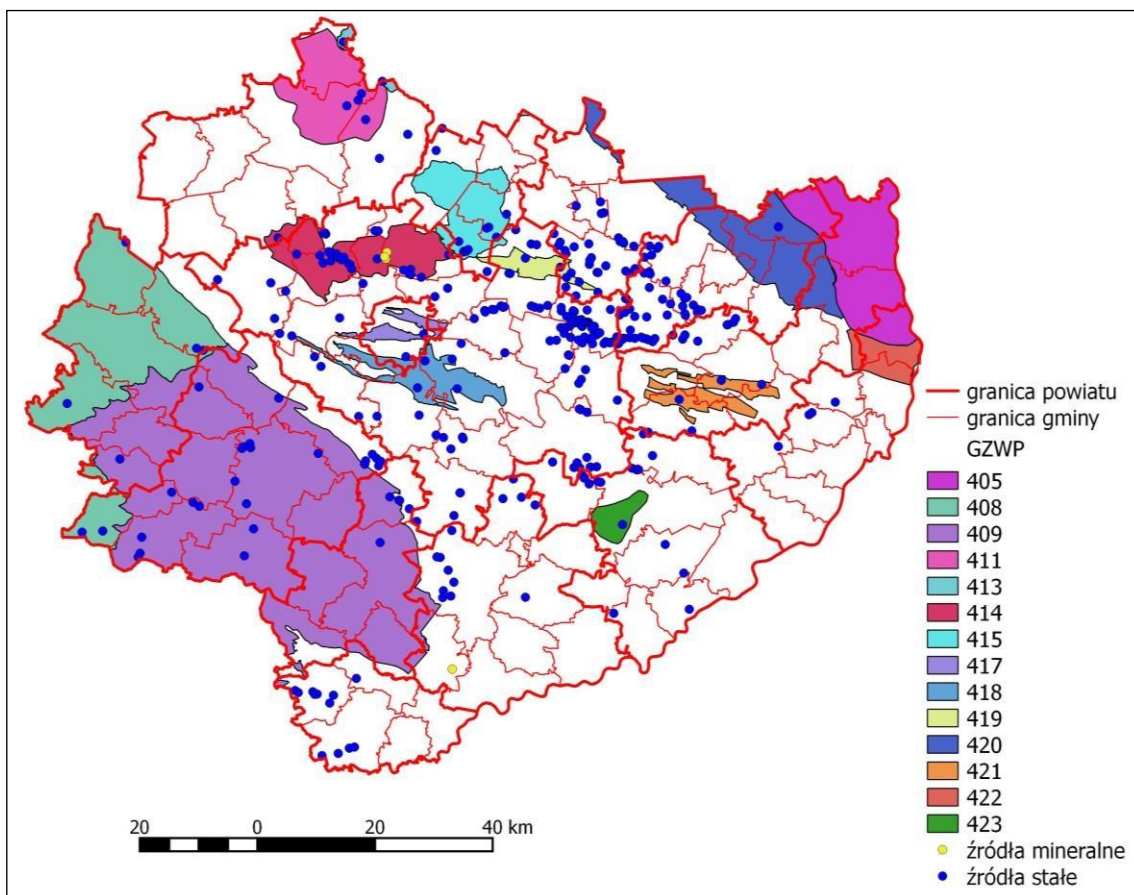 granica powiatu
granica gminy
GZWP
405
408
409
411
413
414
415
417
418
419
420
421
422
423
źródła mineralne
źródła stałe
20 0 20 40 km